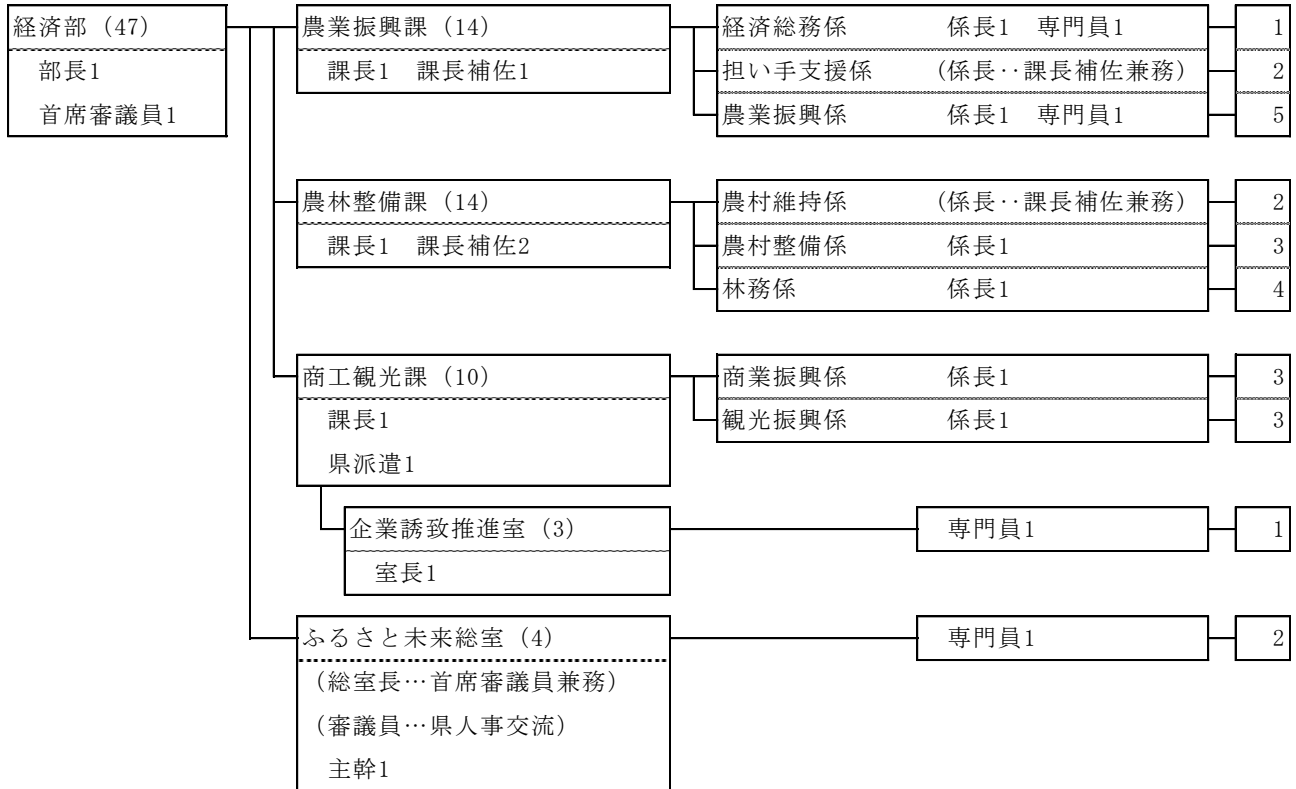 経済部（47） 農業振興課（14） 経済総務係 係長1 専門員1 1
部長1 課長1 課長補佐1 担い手支援係 （係長‥課長補佐兼務） 2
首席審議員1 農業振興係 係長1 専門員1 5
農林整備課（14） 農村維持係 （係長‥課長補佐兼務） 2
課長1 課長補佐2 農村整備係 係長1 3
林務係 係長1 4
商工観光課（10） 商業振興係 係長1 3
課長1 観光振興係 係長1 3
県派遣1
企業誘致推進室（3） 専門員1 1
室長1
ふるさと未来総室（4） 専門員1 2
（総室長…首席審議員兼務）
（審議員…県人事交流）
主幹1